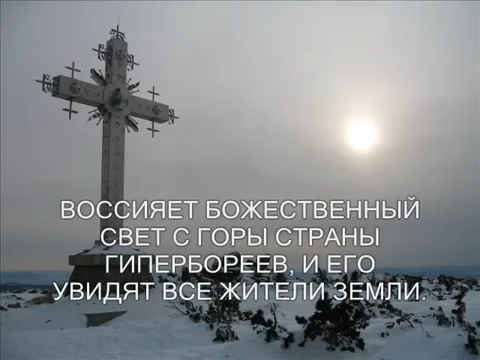 ВОССИЯЕТ БОЖЕСТВЕННЫЙ
СВЕТ С ГОРЫ СТРАНЫ
ГИПЕРБОРЕЕВ, И ЕГО
УВИДЯТ ВСЕ ЖИТЕЛИ ЗЕМЛИ.